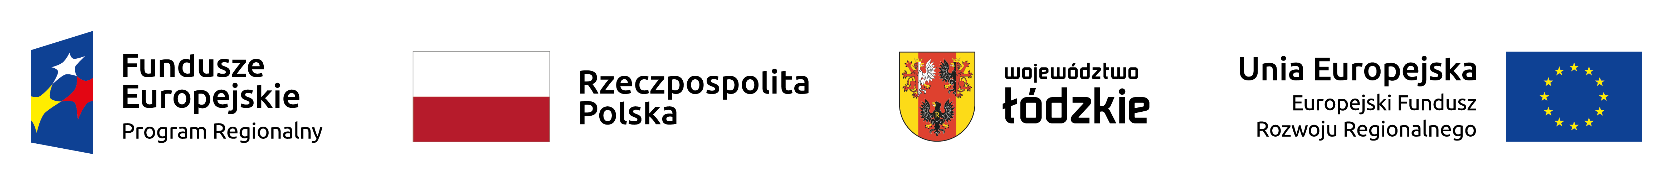 Fundusze
Europejskie
Program Regionalny
Rzeczpospolita
Polska
województwo
łódzkie
Unia Europejska
Europejski Fundusz
Rozwoju Regionalnego